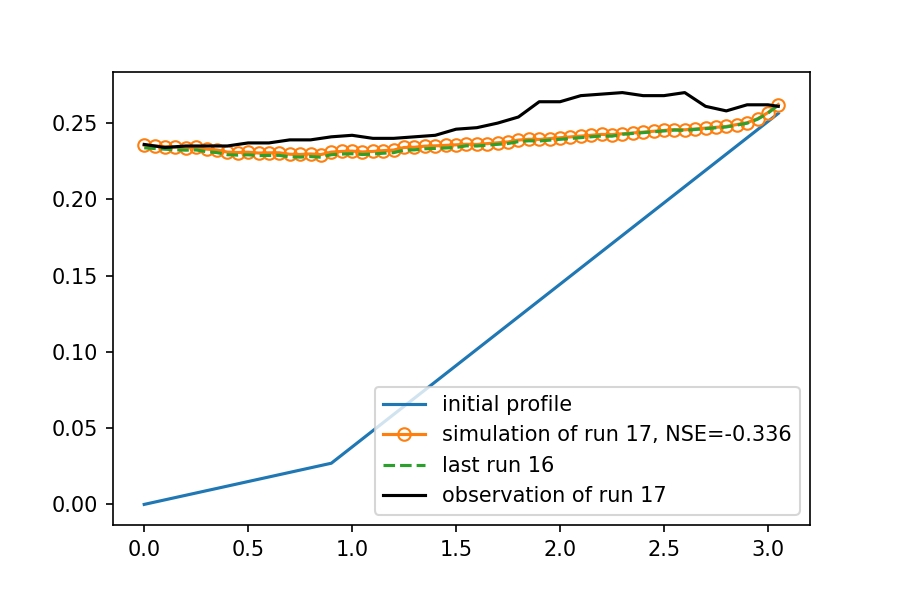 0.25
0.20
0.15
0.10
0.05
0.00
initial profile
simulation of run 17, NSE=-0.336
last run 16
observation of run 17
0.0 0.5 1.0 1.5 2.0 2.5 3.0